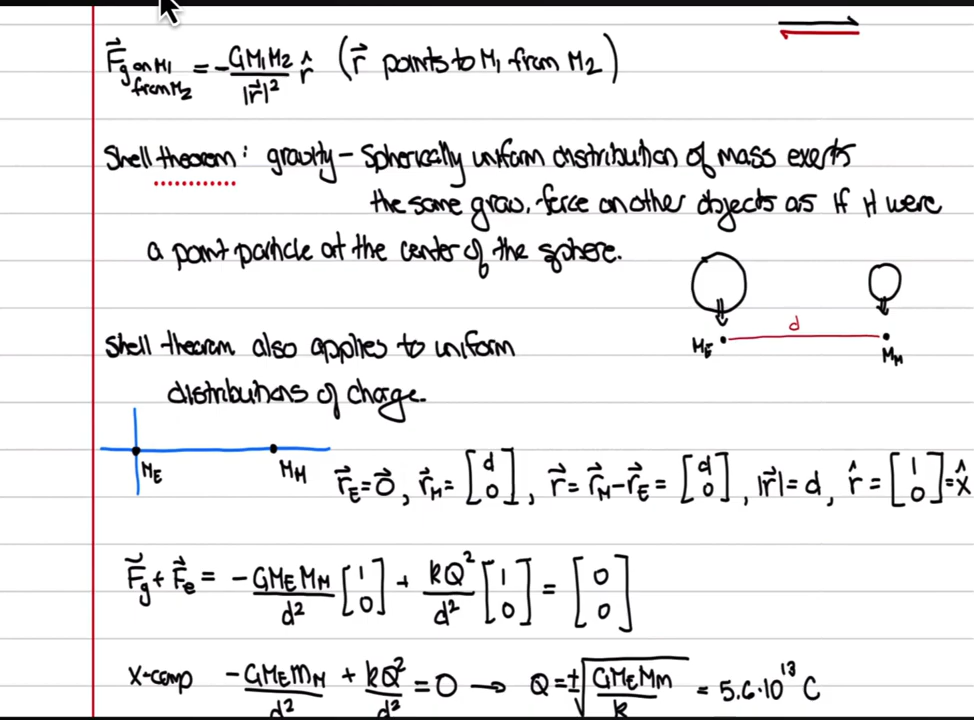 F⃗g on M1 from M2 = -GM1M2/|r⃗|² r̂ (r⃗ points to M1 from M2)
Shell theorem: gravity - Spherically uniform distribution of mass exerts
the same grav. force on other objects as if it were
a point particle at the center of the sphere.
d
ME MM
Shell theorem also applies to uniform
distributions of charge.
ME MM
r⃗E = 0⃗, r⃗M = [d 0], r⃗ = r⃗M - r⃗E = [d 0], |r⃗| = d, r̂ = [1 0] = x̂
F⃗g + F⃗e = -GMEMM/d² [1 0] + kQ²/d² [1 0] = [0 0]
x-comp -GMEMM/d² + kQ²/d² = 0 → Q = ±√(GMEMM/k) = 5.6·10¹³ C